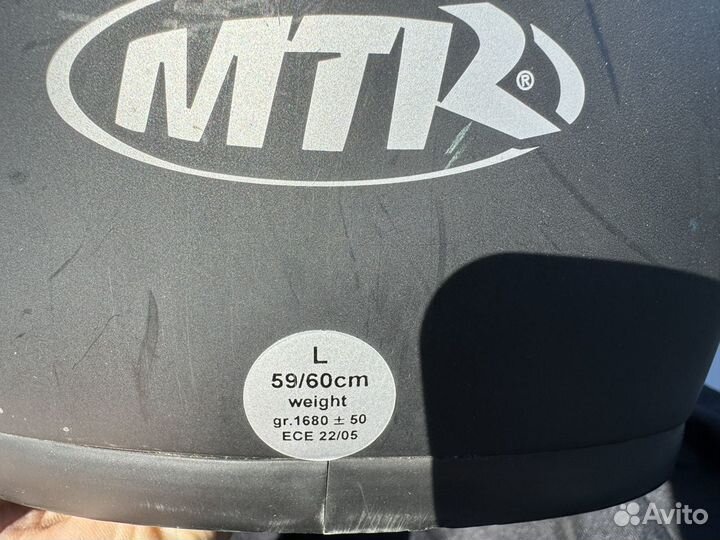 MTR®
L
59/60cm
weight
gr.1680 ± 50
ECE 22/05
Avito